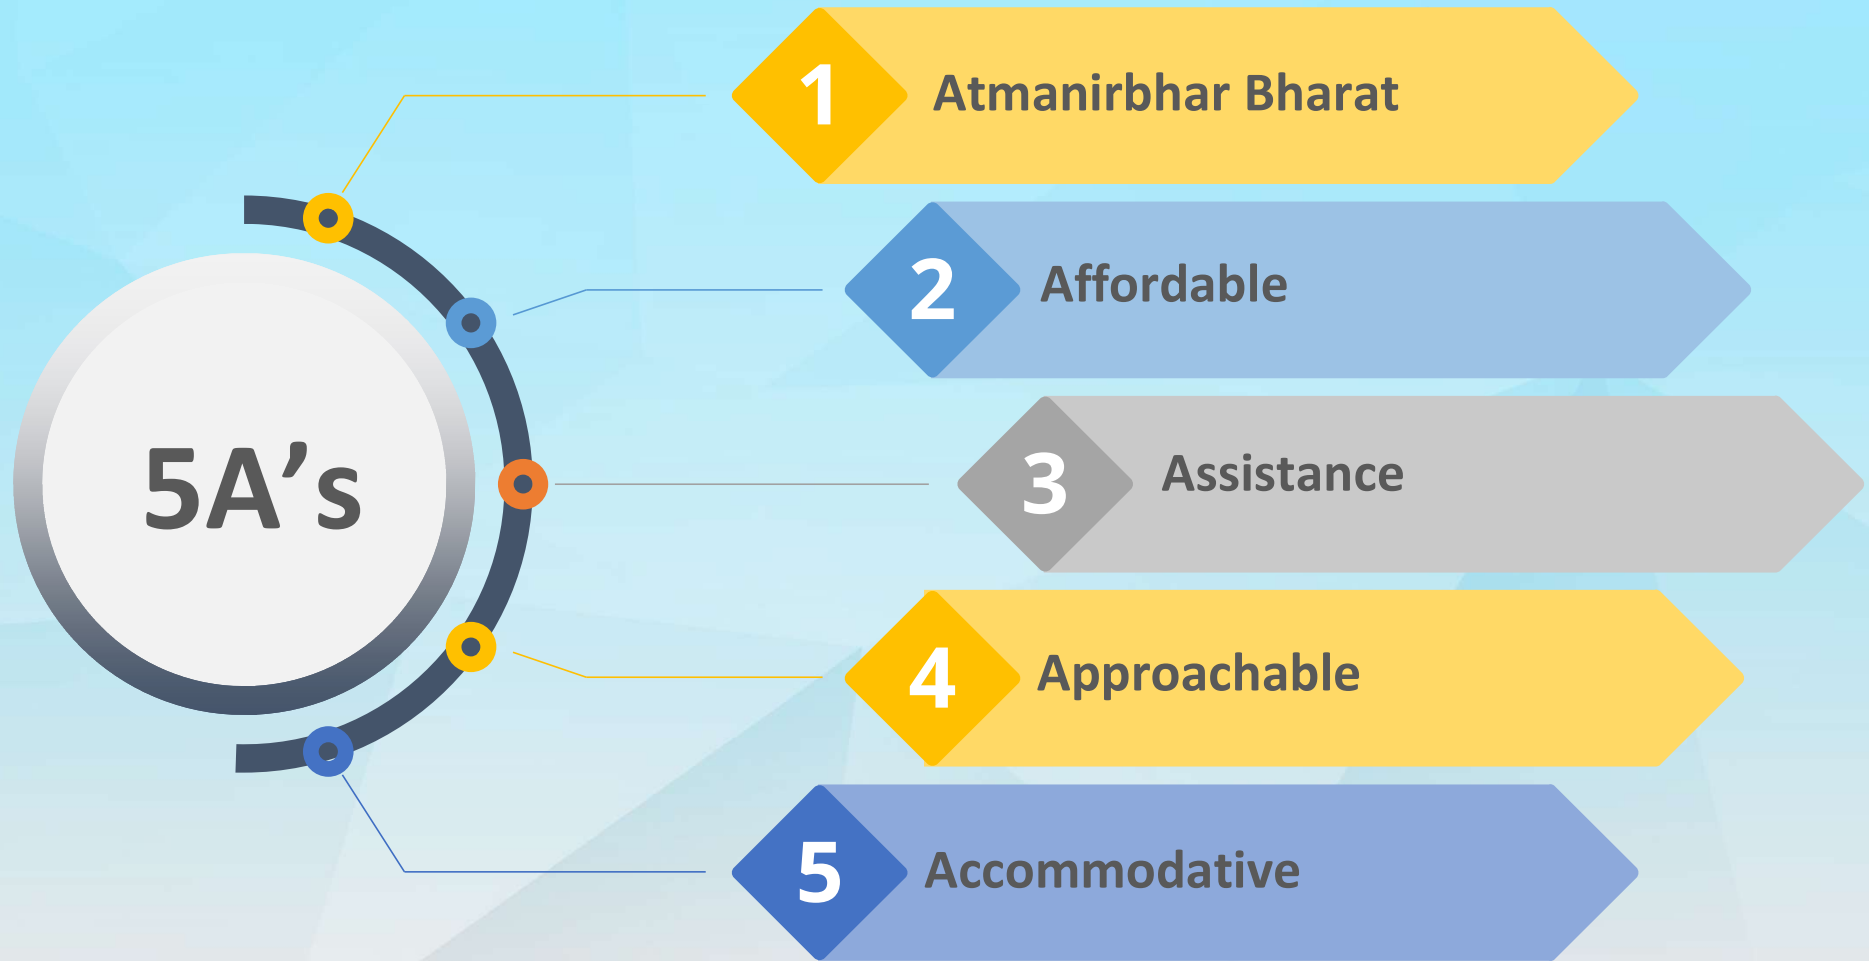 5A’s
1
Atmanirbhar Bharat
2
Affordable
3
Assistance
4
Approachable
5
Accommodative